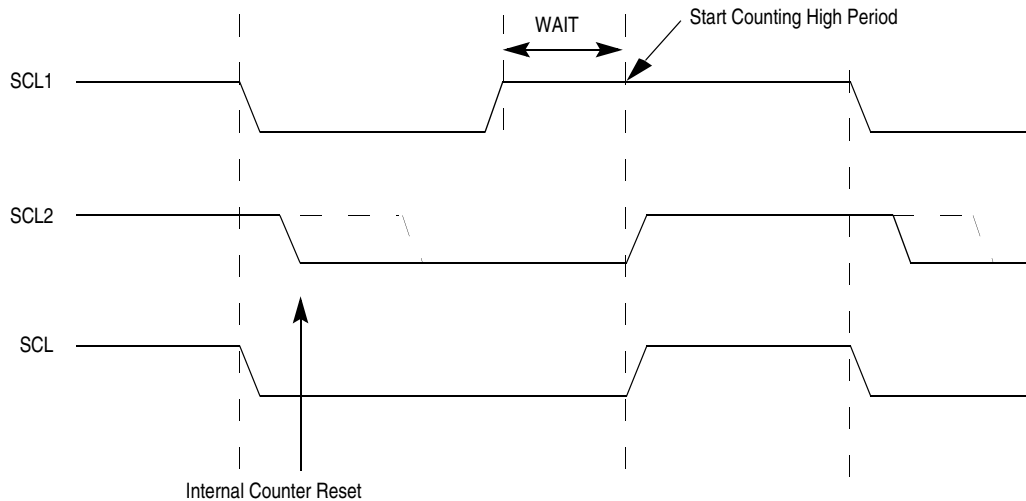 Start Counting High Period
WAIT
SCL1
SCL2
SCL
Internal Counter Reset